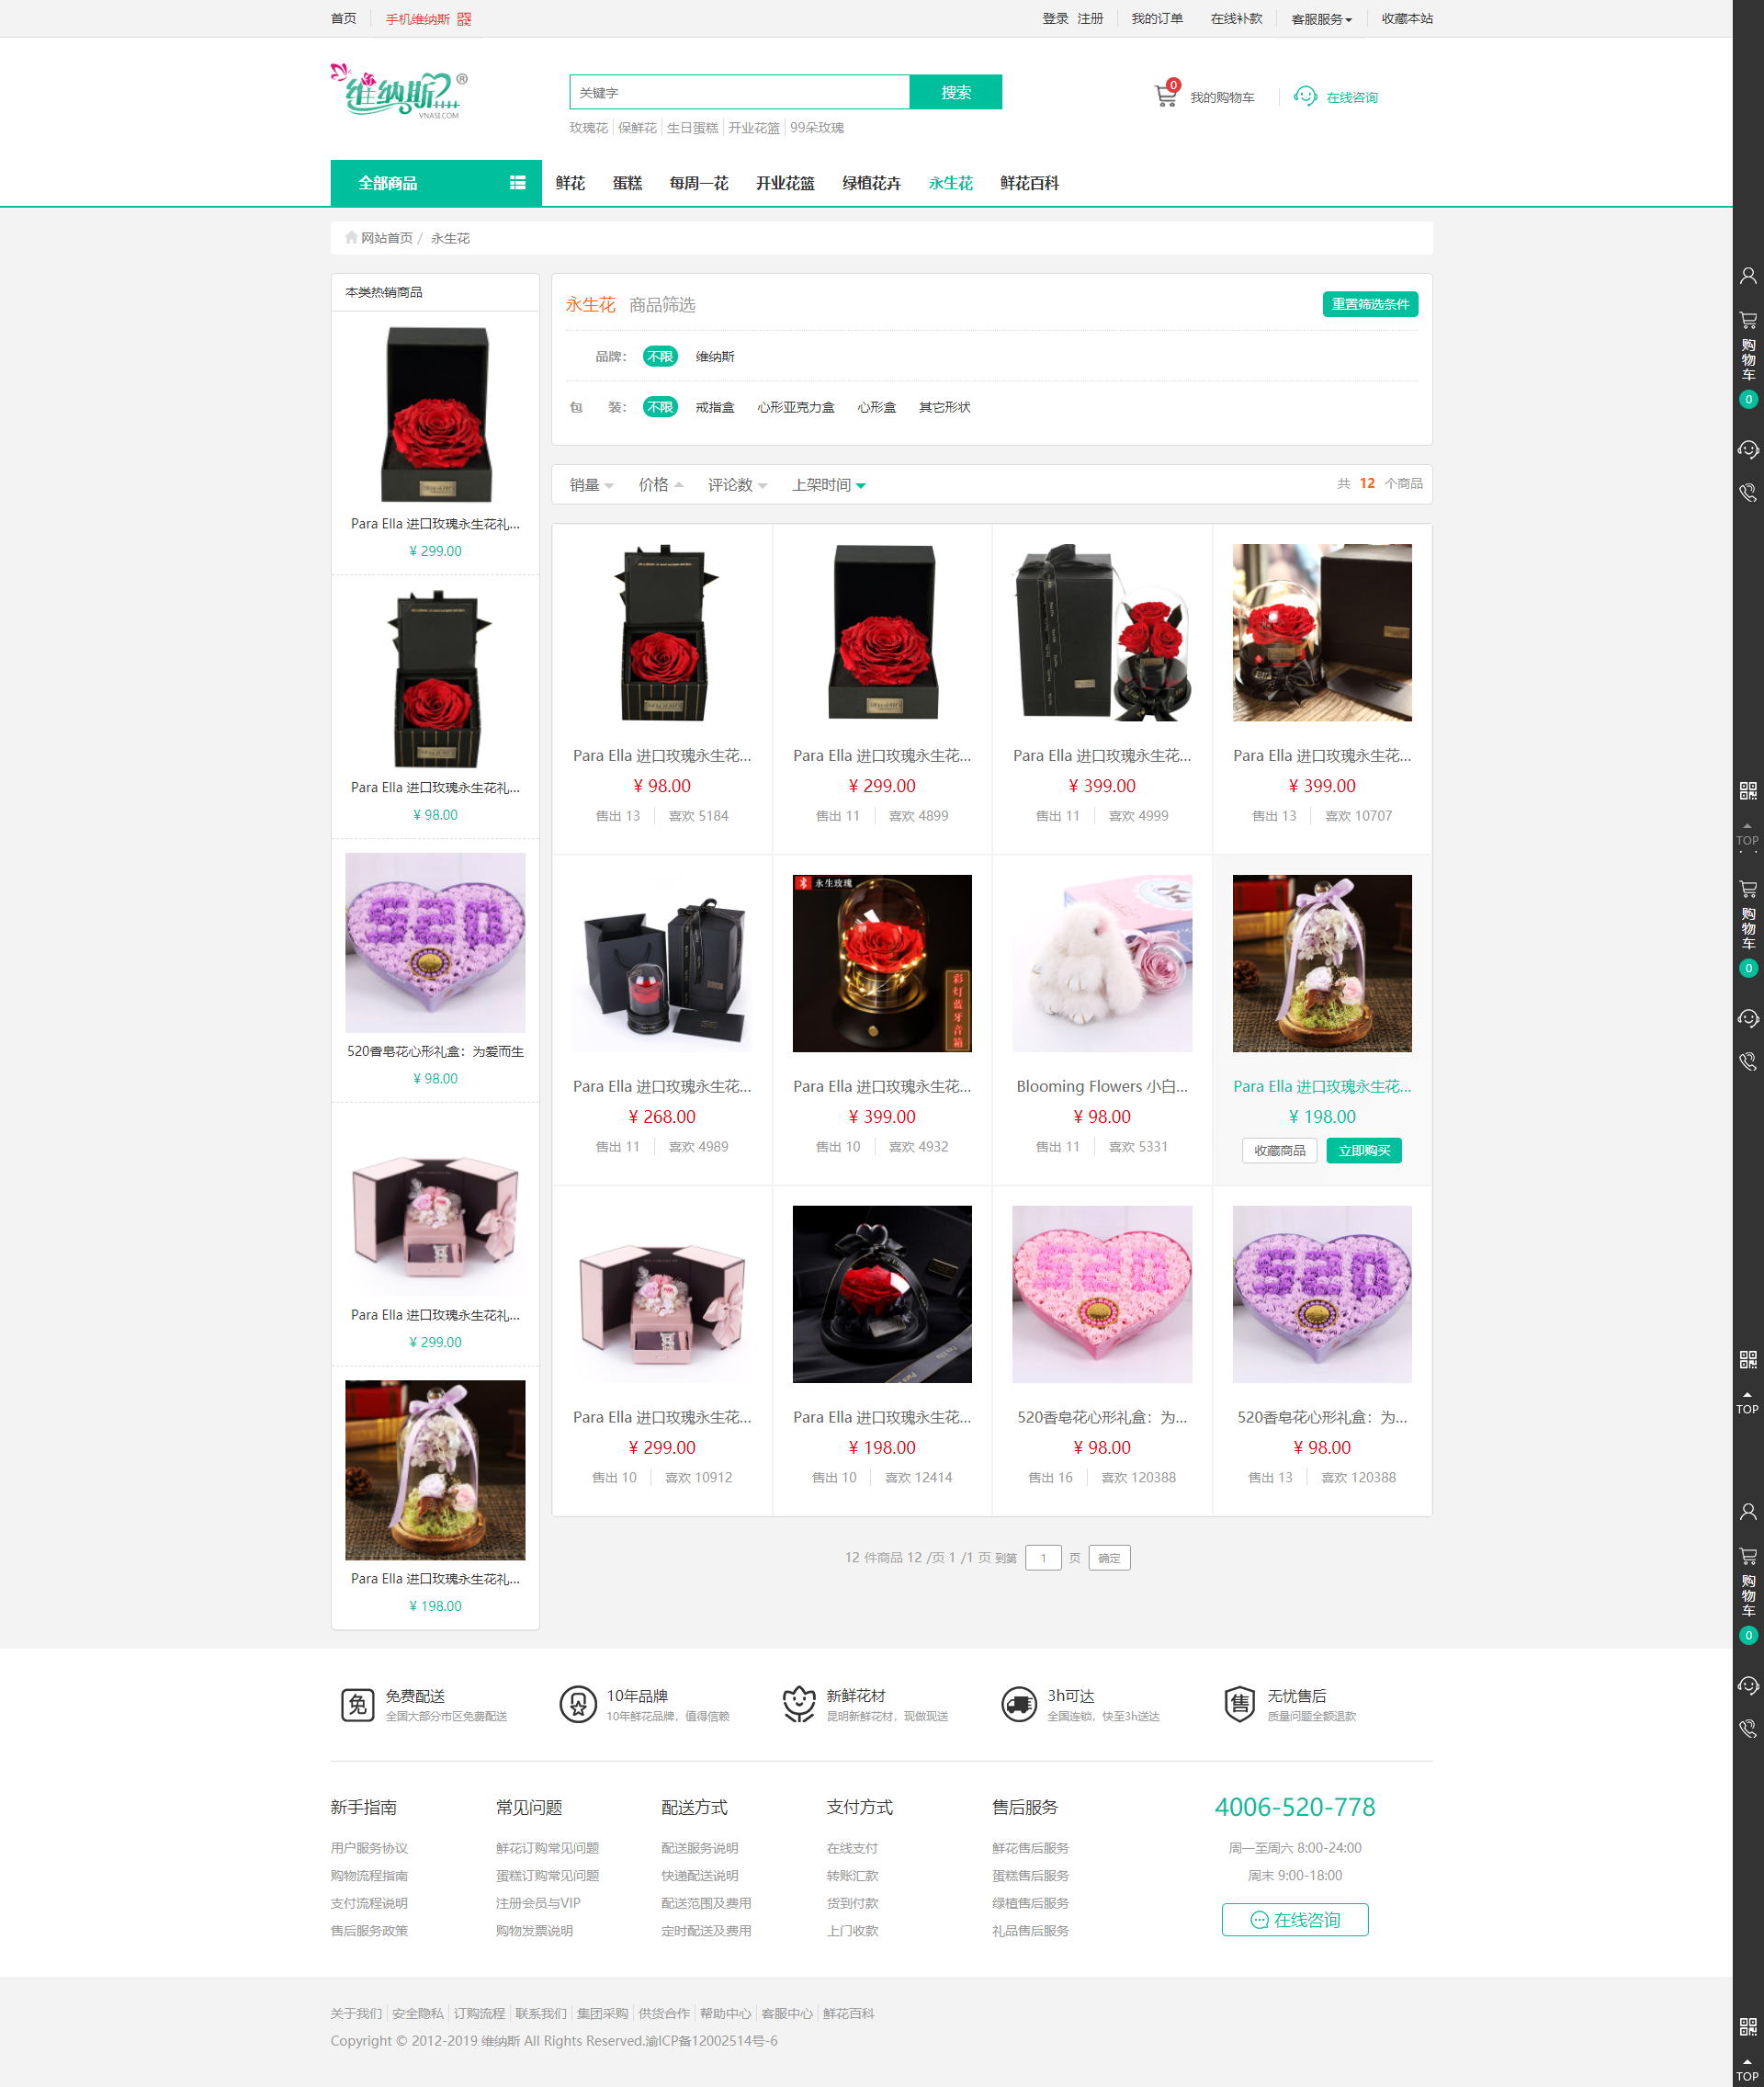 首页
手机维纳斯
登录 注册
我的订单
在线补款
客服服务
收藏本站
维纳斯®
VNASI.COM
关键字
搜索
玫瑰花 保鲜花 生日蛋糕 开业花篮 99朵玫瑰
0
我的购物车
在线咨询
全部商品
鲜花 蛋糕 每周一花 开业花篮 绿植花卉 永生花 鲜花百科
网站首页 / 永生花
本类热销商品
Para Ella 进口玫瑰永生花礼...
¥ 299.00
Para Ella 进口玫瑰永生花礼...
¥ 98.00
520香皂花心形礼盒：为爱而生
¥ 98.00
Para Ella 进口玫瑰永生花礼...
¥ 299.00
Para Ella 进口玫瑰永生花礼...
¥ 198.00
永生花 商品筛选
重置筛选条件
品牌： 不限 维纳斯
包 装： 不限 戒指盒 心形亚克力盒 心形盒 其它形状
销量 价格 评论数 上架时间
共 12 个商品
Para Ella 进口玫瑰永生花...
¥ 98.00
售出 13 喜欢 5184
Para Ella 进口玫瑰永生花...
¥ 299.00
售出 11 喜欢 4899
Para Ella 进口玫瑰永生花...
¥ 399.00
售出 11 喜欢 4999
Para Ella 进口玫瑰永生花...
¥ 399.00
售出 13 喜欢 10707
Para Ella 进口玫瑰永生花...
¥ 268.00
售出 11 喜欢 4989
永生玫瑰
彩灯蓝牙音箱
Para Ella 进口玫瑰永生花...
¥ 399.00
售出 10 喜欢 4932
Blooming Flowers 小白...
¥ 98.00
售出 11 喜欢 5331
Para Ella 进口玫瑰永生花...
¥ 198.00
收藏商品 立即购买
Para Ella 进口玫瑰永生花...
¥ 299.00
售出 10 喜欢 10912
Para Ella 进口玫瑰永生花...
¥ 198.00
售出 10 喜欢 12414
520香皂花心形礼盒：为...
¥ 98.00
售出 16 喜欢 120388
520香皂花心形礼盒：为...
¥ 98.00
售出 13 喜欢 120388
12 件商品 12 /页 1 /1 页 到第 1 页 确定
免
免费配送
全国大部分市区免费配送
10年品牌
10年鲜花品牌，值得信赖
新鲜花材
昆明新鲜花材，现做现送
3h可达
全国连锁，快至3h送达
售
无忧售后
质量问题全额退款
新手指南
用户服务协议
购物流程指南
支付流程说明
售后服务政策
常见问题
鲜花订购常见问题
蛋糕订购常见问题
注册会员与VIP
购物发票说明
配送方式
配送服务说明
快递配送说明
配送范围及费用
定时配送及费用
支付方式
在线支付
转账汇款
货到付款
上门收款
售后服务
鲜花售后服务
蛋糕售后服务
绿植售后服务
礼品售后服务
4006-520-778
周一至周六 8:00-24:00
周末 9:00-18:00
在线咨询
关于我们 安全隐私 订购流程 联系我们 集团采购 供货合作 帮助中心 客服中心 鲜花百科
Copyright © 2012-2019 维纳斯 All Rights Reserved.渝ICP备12002514号-6
购物车
0
TOP
购物车
0
TOP
购物车
0
TOP